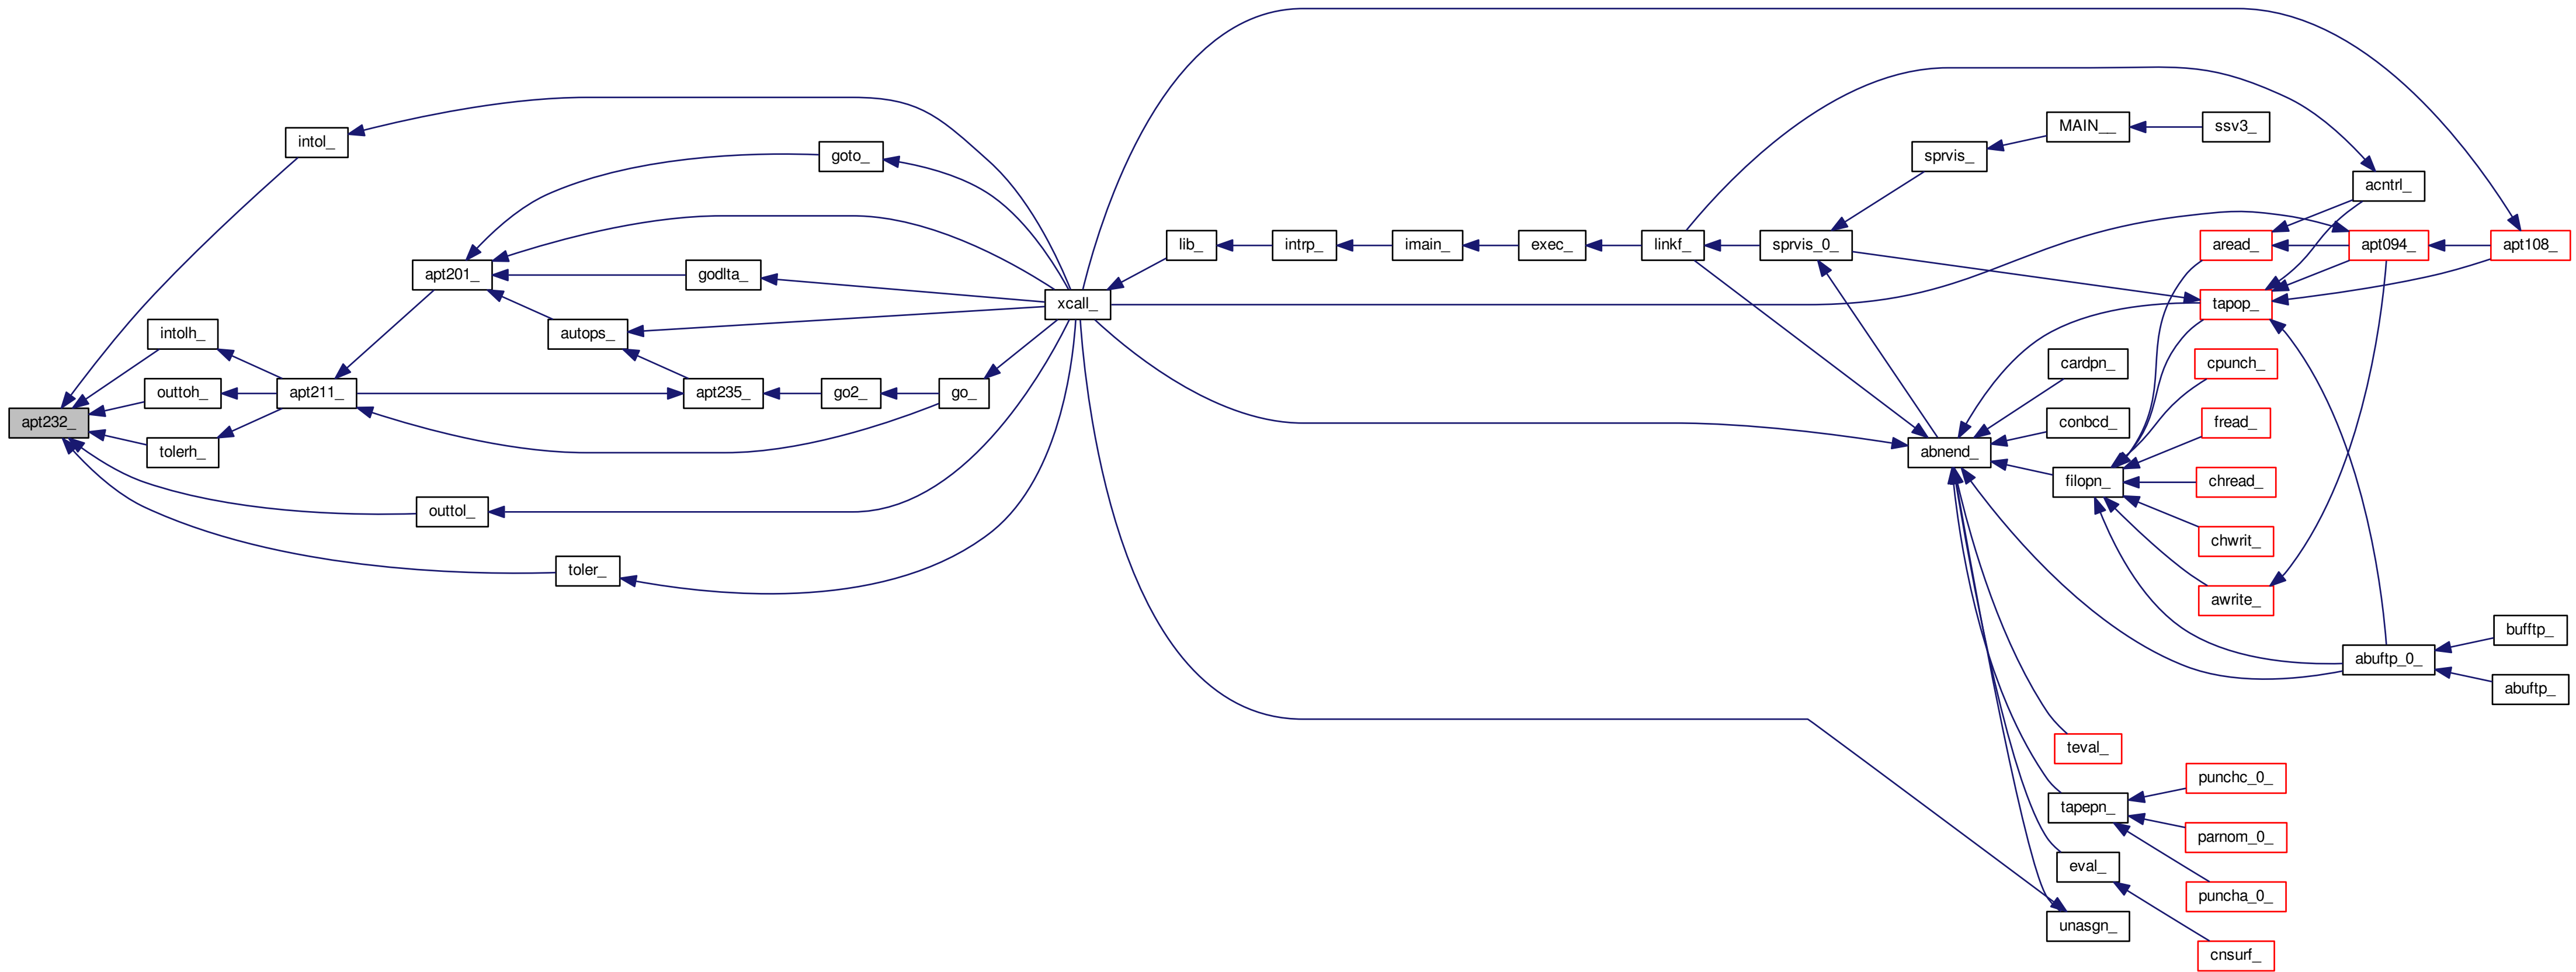 apt232_
intol_
intolh_
outtoh_
tolerh_
apt211_
apt201_
outtol_
autops_
toler_
godlta_
apt235_
goto_
go2_
go_
xcall_
lib_
intrp_
imain_
exec_
linkf_
sprvis_0_
sprvis_
abnend_
MAIN__
ssv3_
cardpn_
conbcd_
filopn_
teval_
tapepn_
eval_
unasgn_
acntrl_
aread_
apt094_
apt108_
tapop_
cpunch_
fread_
chread_
chwrit_
awrite_
abuftp_0_
bufftp_
abuftp_
punchc_0_
parnom_0_
puncha_0_
cnsurf_